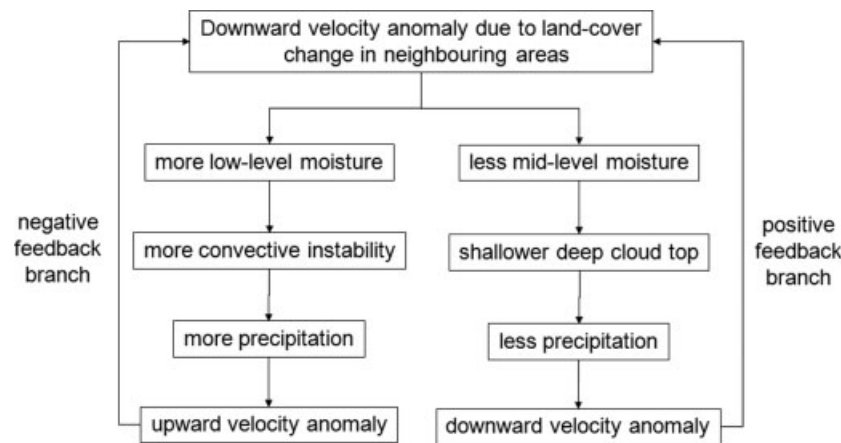 Downward velocity anomaly due to land-cover
change in neighbouring areas
more low-level moisture
less mid-level moisture
negative
feedback
branch
more convective instability
shallower deep cloud top
positive
feedback
branch
more precipitation
less precipitation
upward velocity anomaly
downward velocity anomaly